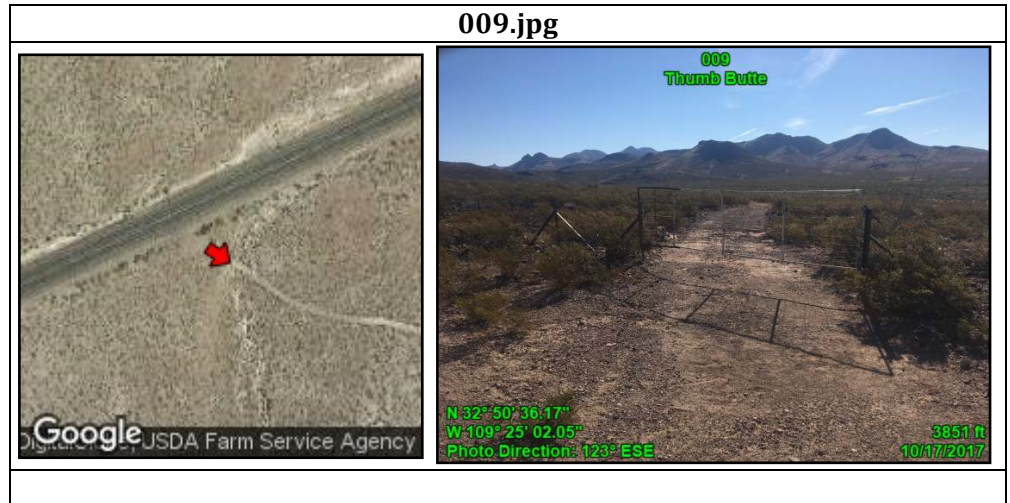 009.jpg
Google
USDA Farm Service Agency
009
Thumb Butte
N 32° 50' 36.17"
W 109° 25' 02.05"
Photo Direction: 123° ESE
3851 ft
10/17/2017